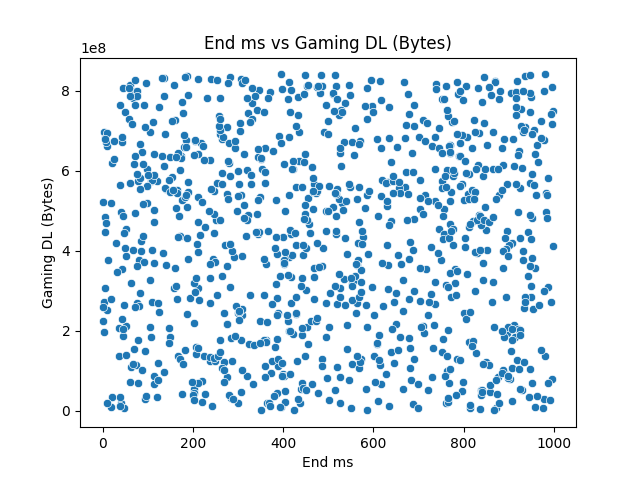 End ms vs Gaming DL (Bytes)
1e8
8
6
4
2
0
Gaming DL (Bytes)
0 200 400 600 800 1000
End ms